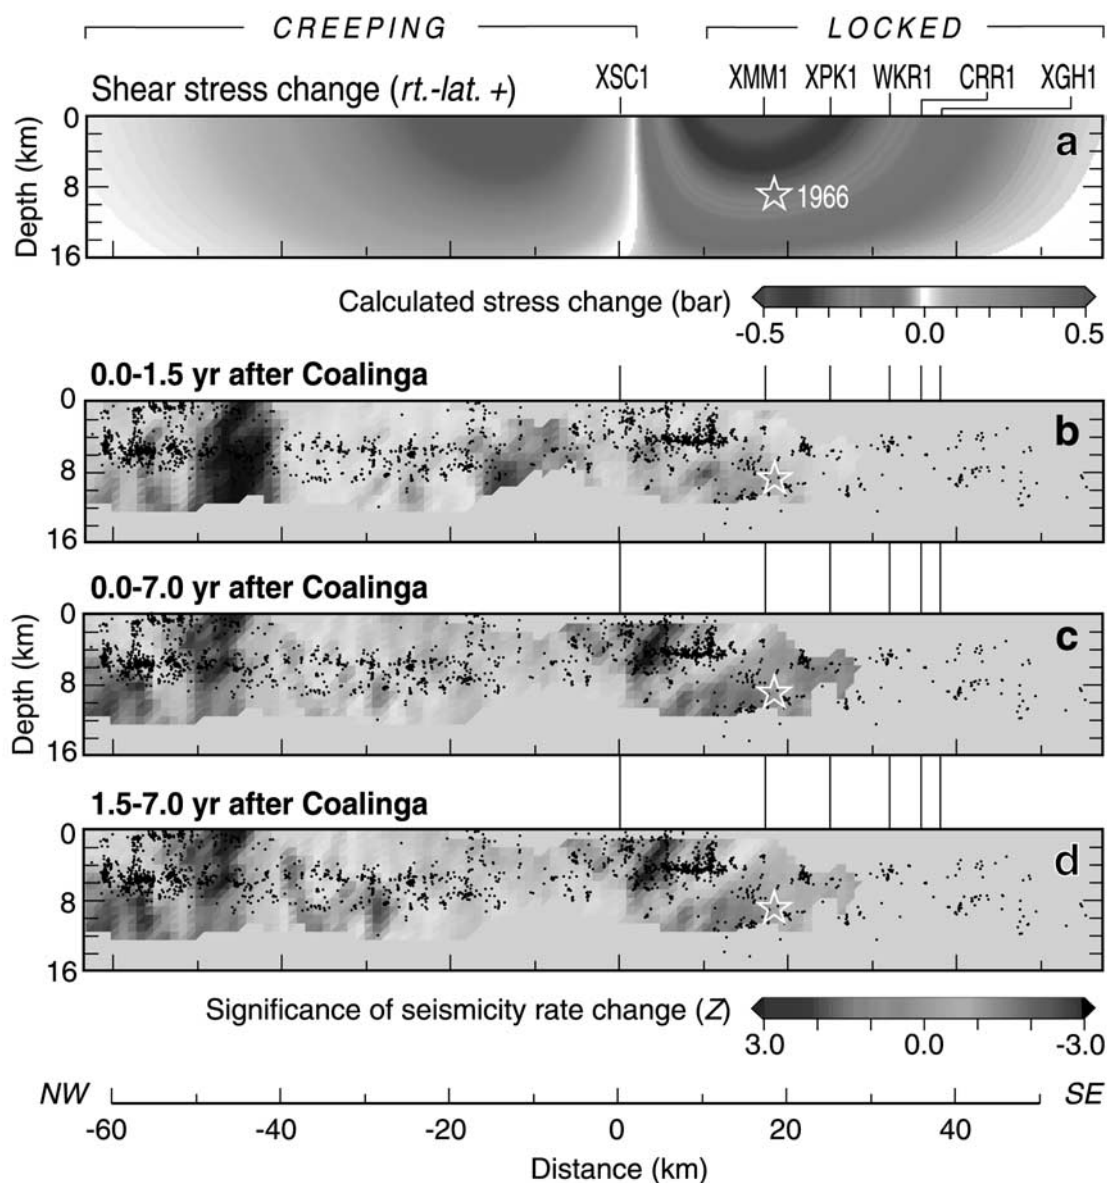 CREEPING LOCKED
XSC1 XMM1 XPK1 WKR1 CRR1 XGH1
Shear stress change (rt.-lat. +)
0
8
16
Depth (km)
a
1966
Calculated stress change (bar)
-0.5 0.0 0.5
0.0-1.5 yr after Coalinga
0
8
16
b
0.0-7.0 yr after Coalinga
0
8
16
Depth (km)
c
1.5-7.0 yr after Coalinga
0
8
16
d
Significance of seismicity rate change (Z)
3.0 0.0 -3.0
NW SE
-60 -40 -20 0 20 40
Distance (km)